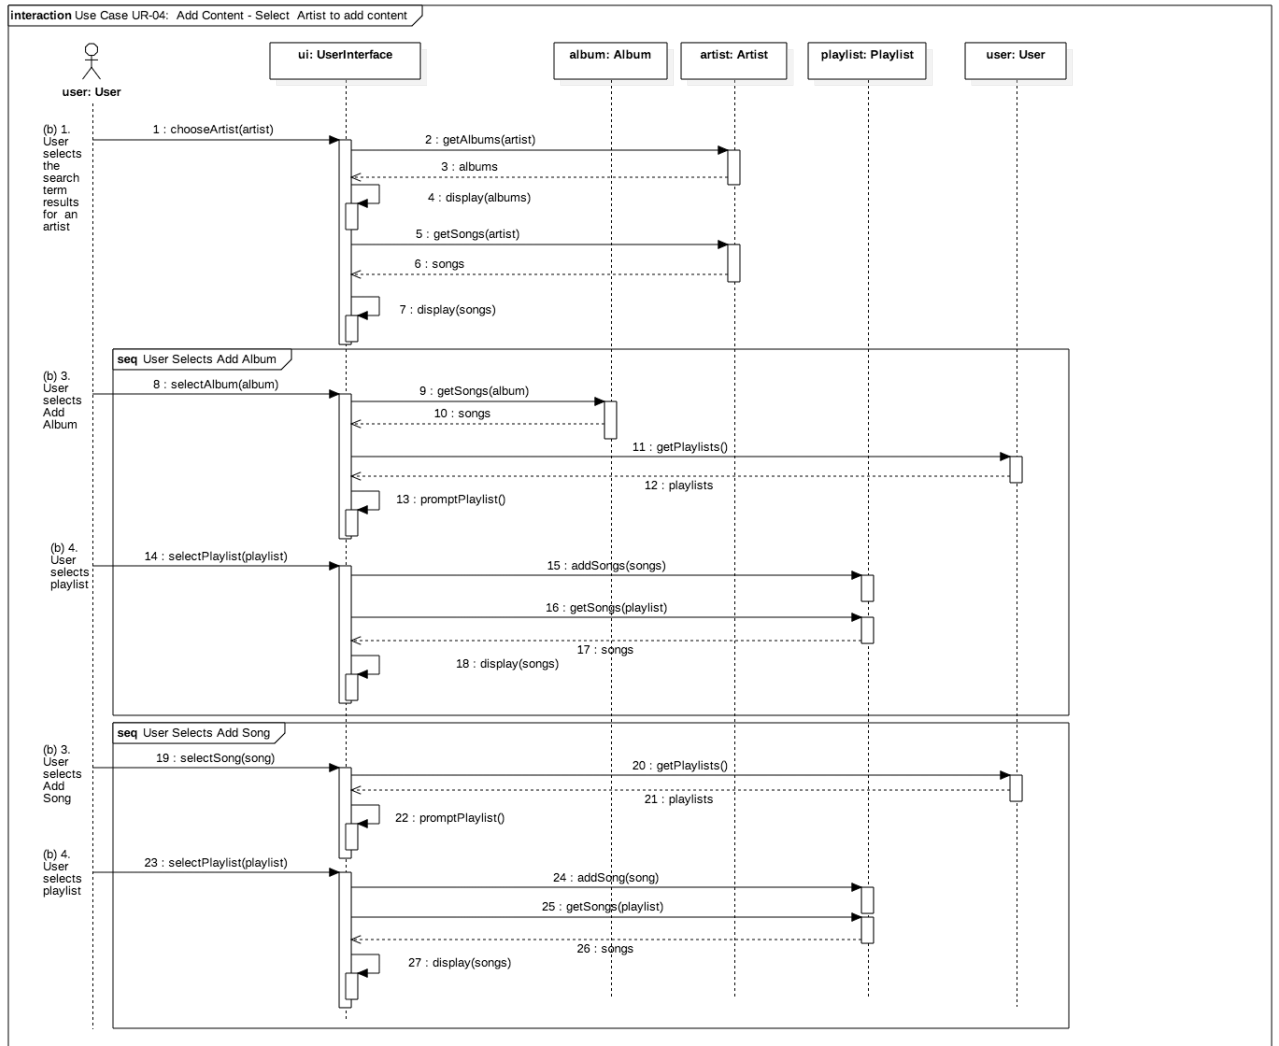 interaction Use Case UR-04: Add Content - Select Artist to add content
user: User
ui: UserInterface
album: Album
artist: Artist
playlist: Playlist
user: User
(b) 1.
User
selects
the
search
term
results
for an
artist
1 : chooseArtist(artist)
2 : getAlbums(artist)
3 : albums
4 : display(albums)
5 : getSongs(artist)
6 : songs
7 : display(songs)
seq User Selects Add Album
(b) 3.
User
selects
Add
Album
8 : selectAlbum(album)
9 : getSongs(album)
10 : songs
11 : getPlaylists()
12 : playlists
13 : promptPlaylist()
(b) 4.
User
selects
playlist
14 : selectPlaylist(playlist)
15 : addSongs(songs)
16 : getSongs(playlist)
17 : songs
18 : display(songs)
seq User Selects Add Song
(b) 3.
User
selects
Add
Song
19 : selectSong(song)
20 : getPlaylists()
21 : playlists
22 : promptPlaylist()
(b) 4.
User
selects
playlist
23 : selectPlaylist(playlist)
24 : addSong(song)
25 : getSongs(playlist)
26 : songs
27 : display(songs)